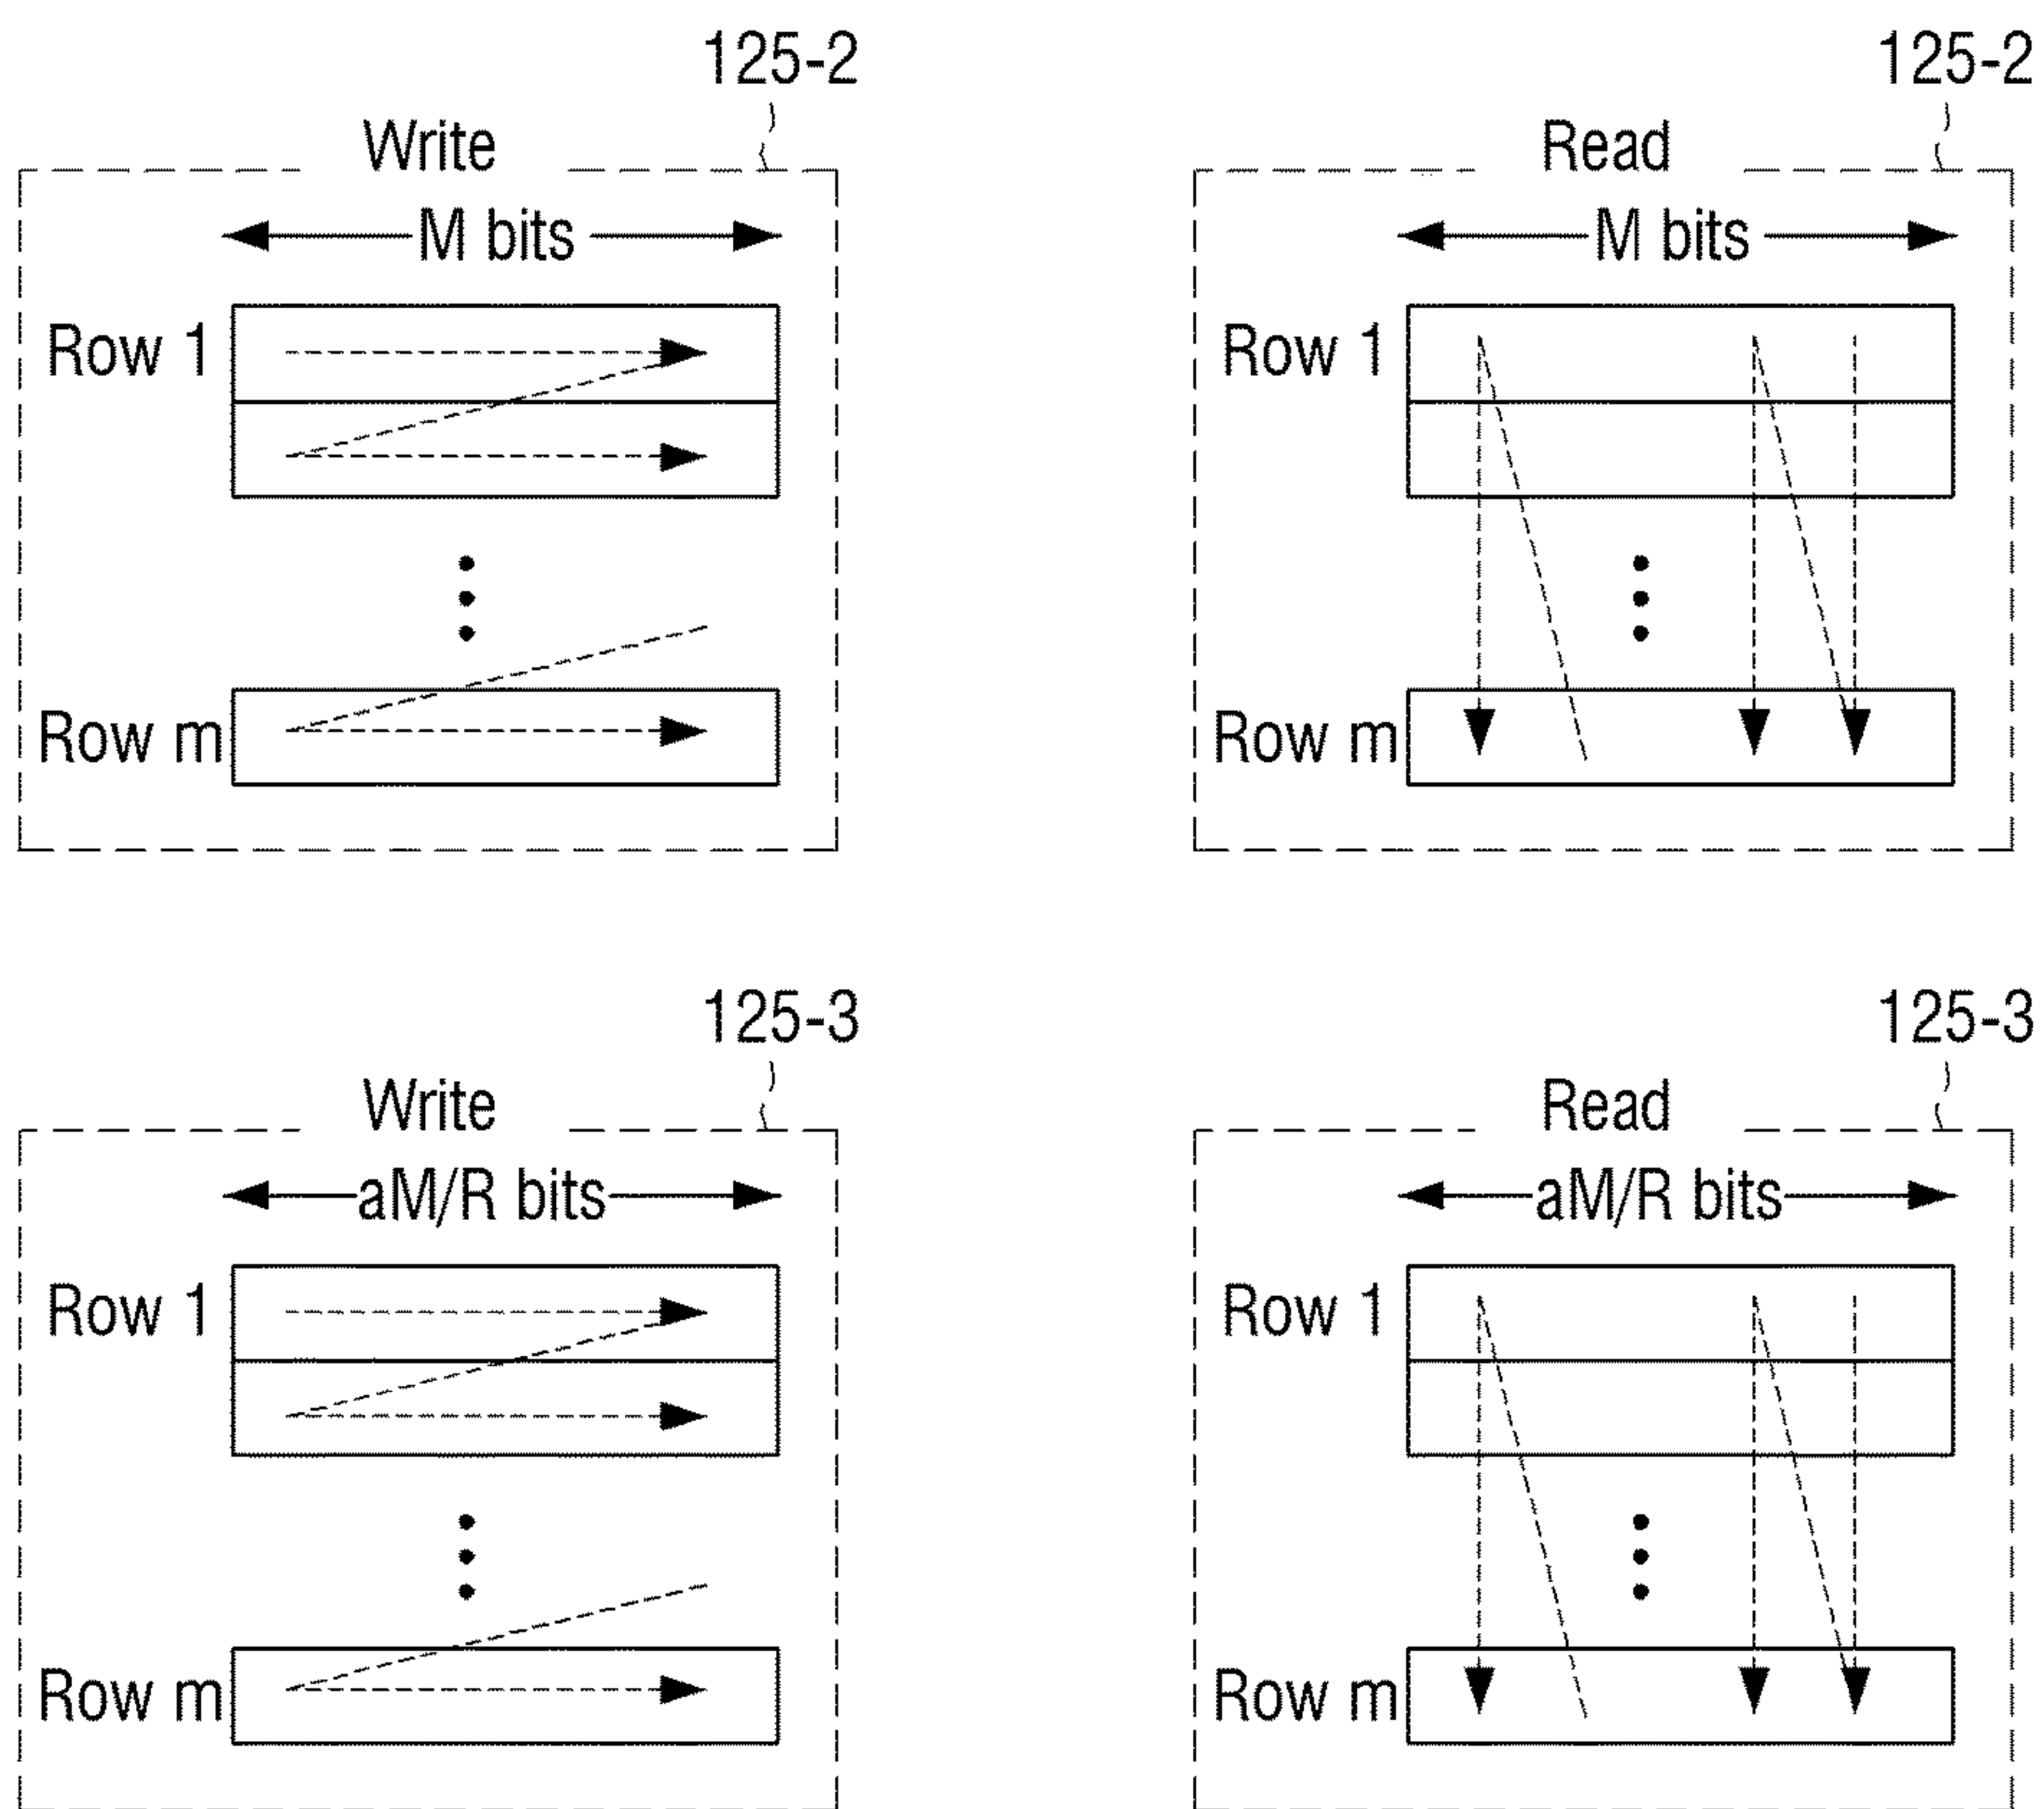 125-2
Write
M bits
Row 1
Row m
125-2
Read
M bits
Row 1
Row m
125-3
Write
aM/R bits
Row 1
Row m
125-3
Read
aM/R bits
Row 1
Row m